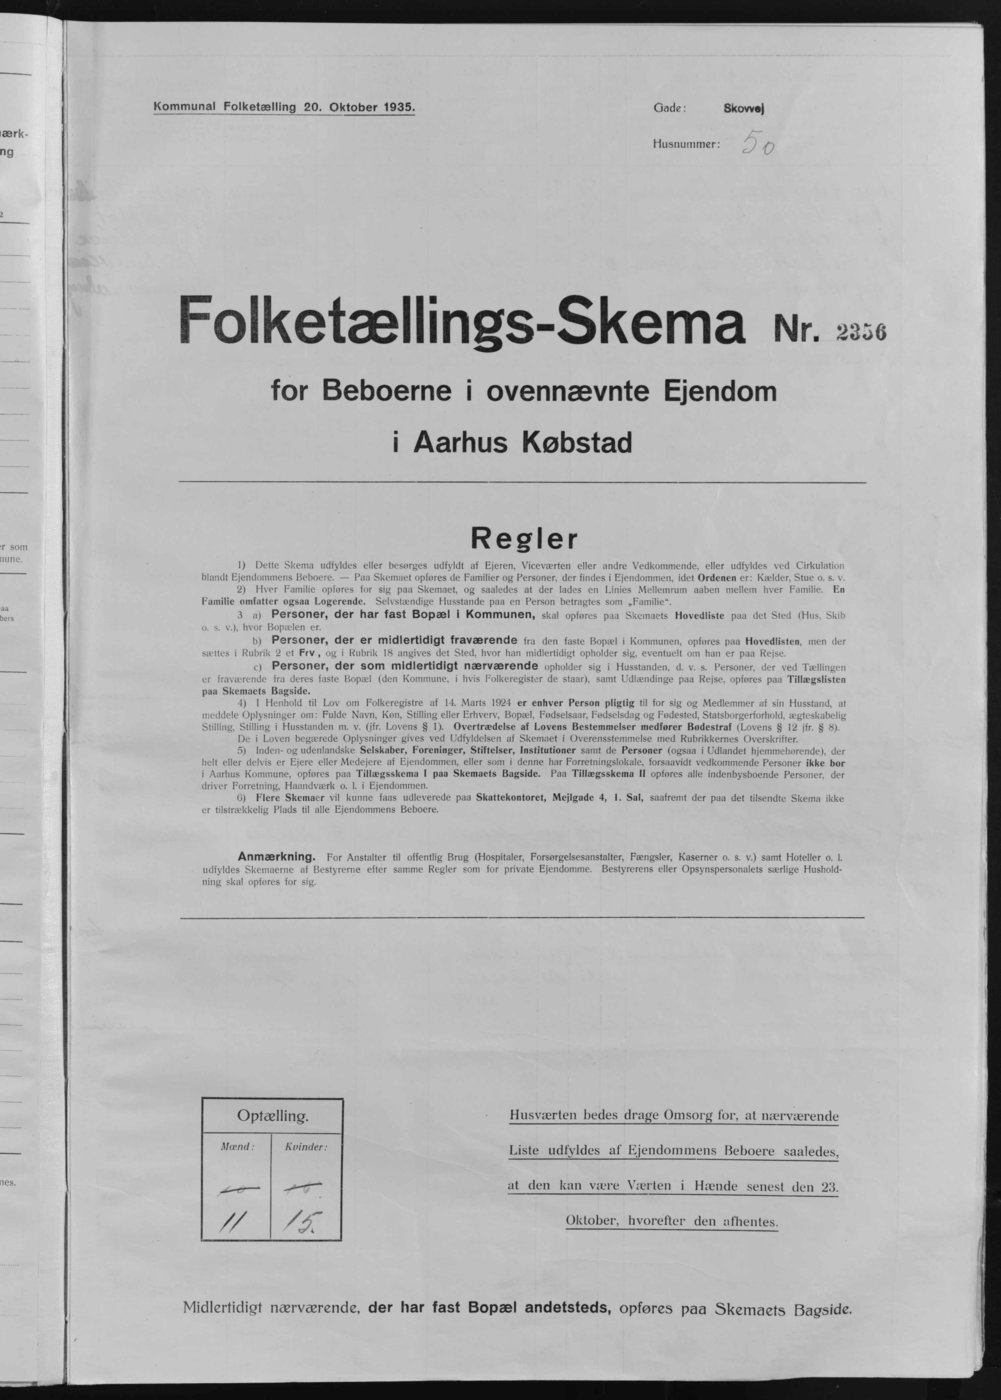 ærk-
ng
2
r som
nune.
aa
bers
nes.
Kommunal Folketælling 20. Oktober 1935.
Gade: Skovvej
Husnummer: 50
Folketællings-Skema Nr. 2356
for Beboerne i ovennævnte Ejendom
i Aarhus Købstad
Regler
1) Dette Skema udfyldes eller besørges udfyldt af Ejeren, Viceværten eller andre Vedkommende, eller udfyldes ved Cirkulation
blandt Ejendommens Beboere. — Paa Skemaet opføres de Familier og Personer, der findes i Ejendommen, idet Ordenen er: Kælder, Stue o. s. v.
2) Hver Familie opføres for sig paa Skemaet, og saaledes at der lades en Linies Mellemrum aaben mellem hver Familie. En
Familie omfatter ogsaa Logerende. Selvstændige Husstande paa en Person betragtes som „Familie“.
3 a) Personer, der har fast Bopæl i Kommunen, skal opføres paa Skemaets Hovedliste paa det Sted (Hus, Skib
o. s. v.), hvor Bopælen er.
b) Personer, der er midlertidigt fraværende fra den faste Bopæl i Kommunen, opføres paa Hovedlisten, men der
sættes i Rubrik 2 et Frv., og i Rubrik 18 angives det Sted, hvor han midlertidigt opholder sig, eventuelt om han er paa Rejse.
c) Personer, der som midlertidigt nærværende opholder sig i Husstanden, d. v. s. Personer, der ved Tællingen
er fraværende fra deres faste Bopæl (den Kommune, i hvis Folkeregister de staar), samt Udlændinge paa Rejse, opføres paa Tillægslisten
paa Skemaets Bagside.
4) I Henhold til Lov om Folkeregistre af 14. Marts 1924 er enhver Person pligtig til for sig og Medlemmer af sin Husstand, at
meddele Oplysninger om: Fulde Navn, Køn, Stilling eller Erhverv, Bopæl, Fødselsaar, Fødselsdag og Fødested, Statsborgerforhold, ægteskabelig
Stilling, Stilling i Husstanden m. v. (jfr. Lovens § 1). Overtrædelse af Lovens Bestemmelser medfører Bødestraf (Lovens § 12 jfr. § 8).
De i Loven begærede Oplysninger gives ved Udfyldelsen af Skemaet i Overensstemmelse med Rubrikkernes Overskrifter.
5) Inden- og udenlandske Selskaber, Foreninger, Stiftelser, Institutioner samt de Personer (ogsaa i Udlandet hjemmehørende), der
helt eller delvis er Ejere eller Medejere af Ejendommen, eller som i denne har Forretningslokale, forsaavidt vedkommende Personer ikke bor
i Aarhus Kommune, opføres paa Tillægsskema I paa Skemaets Bagside. Paa Tillægsskema II opføres alle indenbysboende Personer, der
driver Forretning, Haandværk o. l. i Ejendommen.
6) Flere Skemaer vil kunne faas udleverede paa Skattekontoret, Mejlgade 4, 1. Sal, saafremt der paa det tilsendte Skema ikke
er tilstrækkelig Plads til alle Ejendommens Beboere.
Anmærkning. For Anstalter til offentlig Brug (Hospitaler, Forsørgelsesanstalter, Fængsler, Kaserner o. s. v.) samt Hoteller o. l.
udfyldes Skemaerne af Bestyrerne efter samme Regler som for private Ejendomme. Bestyrerens eller Opsynspersonalets særlige Hushold-
ning skal opføres for sig.
Optælling.
Mænd: Kvinder:
11 15.
Husværten bedes drage Omsorg for, at nærværende
Liste udfyldes af Ejendommens Beboere saaledes,
at den kan være Værten i Hænde senest den 23.
Oktober, hvorefter den afhentes.
Midlertidigt nærværende, der har fast Bopæl andetsteds, opføres paa Skemaets Bagside.